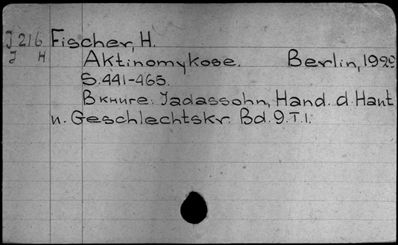 J 216 Fischer, H.
J H Aktinomykose. Berlin, 1929
S. 441-465.
В книге: Jadassohn, Hand. d. Haut
u. Geschlechtskr. Bd. 9. T. 1.